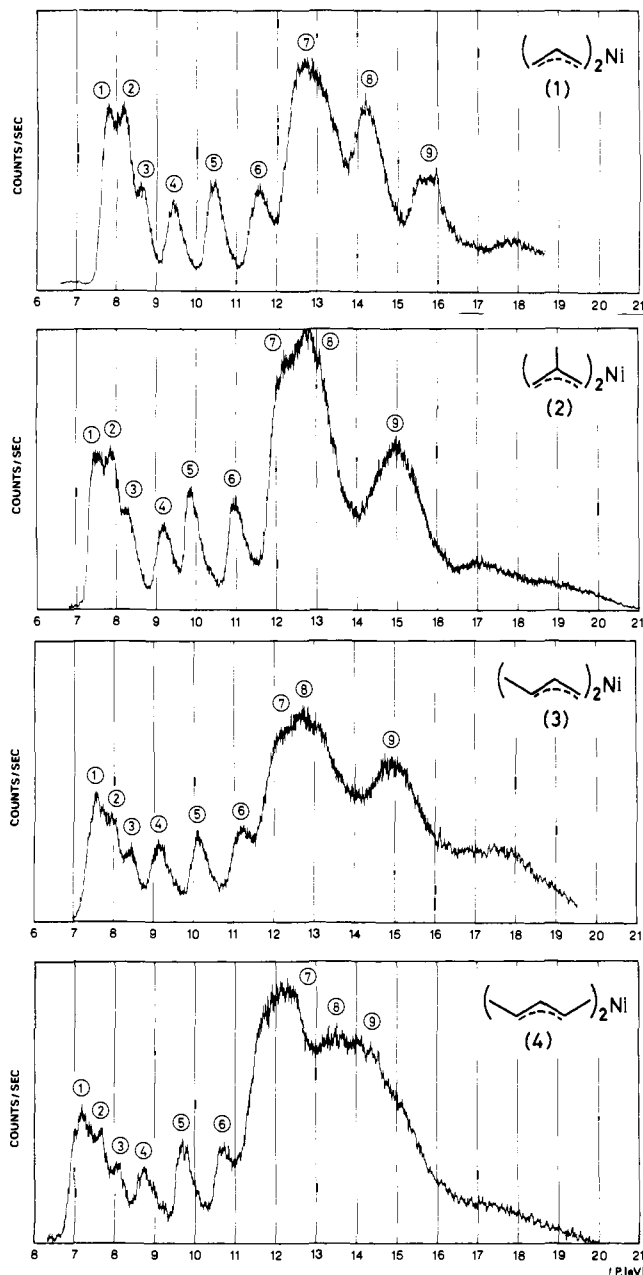 ① ② ③ ④ ⑤ ⑥ ⑦ ⑧ ⑨
( )₂Ni
(1)
COUNTS/SEC
6 7 8 9 10 11 12 13 14 15 16 17 18 19 20 21
① ② ③ ④ ⑤ ⑥ ⑦ ⑧ ⑨
( )₂Ni
(2)
COUNTS/SEC
6 7 8 9 10 11 12 13 14 15 16 17 18 19 20 21
① ② ③ ④ ⑤ ⑥ ⑦ ⑧ ⑨
( )₂Ni
(3)
COUNTS/SEC
6 7 8 9 10 11 12 13 14 15 16 17 18 19 20 21
① ② ③ ④ ⑤ ⑥ ⑦ ⑧ ⑨
( )₂Ni
(4)
COUNTS/SEC
6 7 8 9 10 11 12 13 14 15 16 17 18 19 20 21
I.P.[eV]